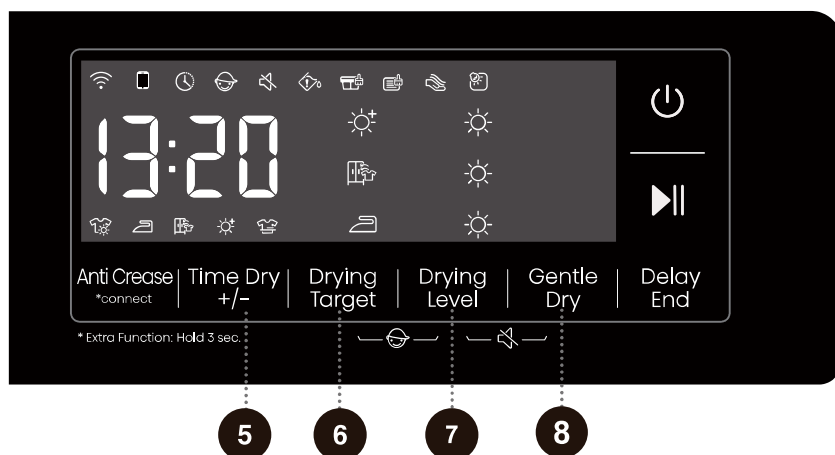 13:20
Anti Crease
*connect
Time Dry
+/-
Drying
Target
Drying
Level
Gentle
Dry
Delay
End
* Extra Function: Hold 3 sec.
5
6
7
8